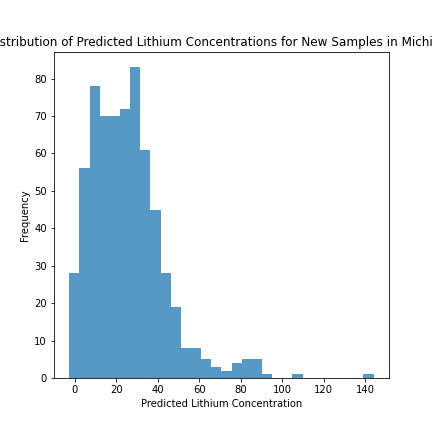 stribution of Predicted Lithium Concentrations for New Samples in Michi
80
70
60
50
40
30
20
10
0
Frequency
0 20 40 60 80 100 120 140
Predicted Lithium Concentration